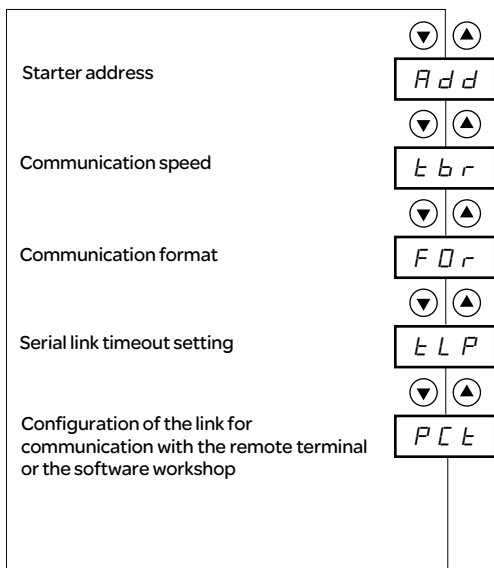 Starter address
Add
Communication speed
tbr
Communication format
FOr
Serial link timeout setting
tLP
Configuration of the link for
communication with the remote terminal
or the software workshop
PCt